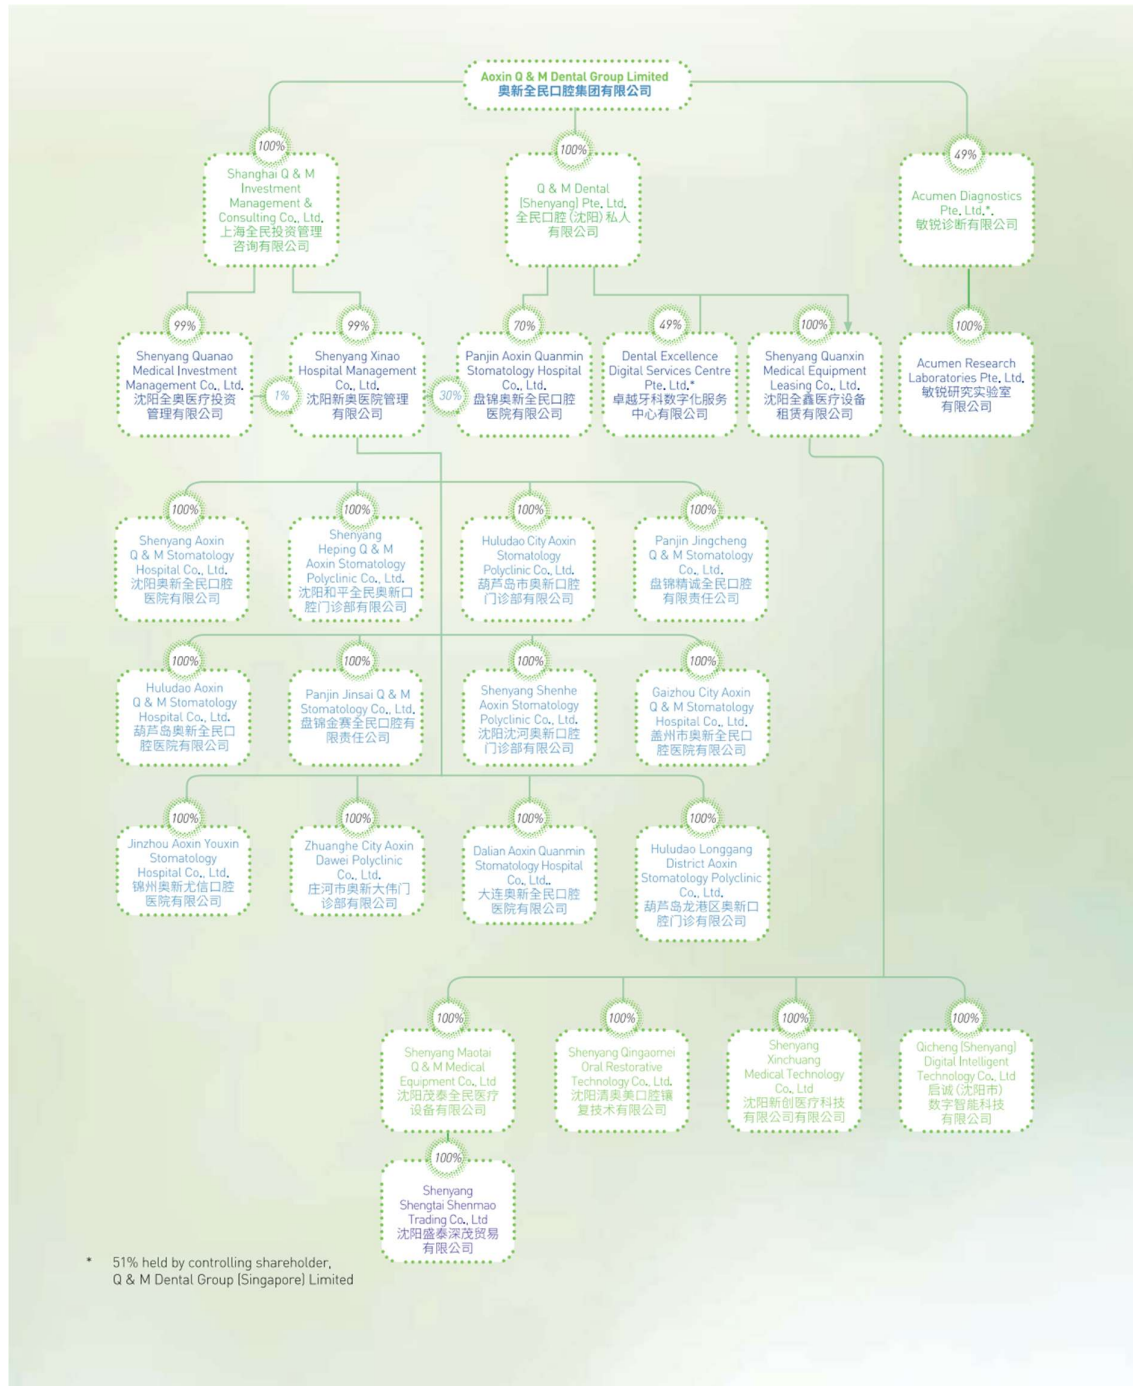 Aoxin Q & M Dental Group Limited
奥新全民口腔集团有限公司
100%
Shanghai Q & M
Investment
Management &
Consulting Co., Ltd.
上海全民投资管理
咨询有限公司
100%
Q & M Dental
(Shenyang) Pte. Ltd.
全民口腔(沈阳)私人
有限公司
49%
Acumen Diagnostics
Pte. Ltd.*.
敏锐诊断有限公司
99%
Shenyang Quanao
Medical Investment
Management Co., Ltd.
沈阳全奥医疗投资
管理有限公司
1%
99%
Shenyang Xinao
Hospital Management
Co., Ltd.
沈阳新奥医院管理
有限公司
30%
70%
Panjin Aoxin Quanmin
Stomatology Hospital
Co., Ltd.
盘锦奥新全民口腔
医院有限公司
49%
Dental Excellence
Digital Services Centre
Pte. Ltd.*
卓越牙科数字化服务
中心有限公司
100%
Shenyang Quanxin
Medical Equipment
Leasing Co., Ltd.
沈阳全鑫医疗设备
租赁有限公司
100%
Acumen Research
Laboratories Pte. Ltd.
敏锐研究实验室
有限公司
100%
Shenyang Aoxin
Q & M Stomatology
Hospital Co., Ltd.
沈阳奥新全民口腔
医院有限公司
100%
Shenyang
Heping Q & M
Aoxin Stomatology
Polyclinic Co., Ltd.
沈阳和平全民奥新口
腔门诊部有限公司
100%
Huludao City Aoxin
Stomatology
Polyclinic Co., Ltd.
葫芦岛市奥新口腔
门诊部有限公司
100%
Panjin Jingcheng
Q & M Stomatology
Co., Ltd.
盘锦精诚全民口腔
有限责任公司
100%
Huludao Aoxin
Q & M Stomatology
Hospital Co., Ltd.
葫芦岛奥新全民口
腔医院有限公司
100%
Panjin Jinsai Q & M
Stomatology Co., Ltd.
盘锦金赛全民口腔有
限责任公司
100%
Shenyang Shenhe
Aoxin Stomatology
Polyclinic Co., Ltd.
沈阳沈河奥新口腔
门诊部有限公司
100%
Gaizhou City Aoxin
Q & M Stomatology
Hospital Co., Ltd.
盖州市奥新全民口
腔医院有限公司
100%
Jinzhou Aoxin Youxin
Stomatology
Hospital Co., Ltd.
锦州奥新尤信口腔
医院有限公司
100%
Zhuanghe City Aoxin
Dawei Polyclinic
Co., Ltd.
庄河市奥新大伟门
诊部有限公司
100%
Dalian Aoxin Quanmin
Stomatology Hospital
Co., Ltd..
大连奥新全民口腔
医院有限公司
100%
Huludao Longgang
District Aoxin
Stomatology Polyclinic
Co., Ltd.
葫芦岛龙港区奥新口
腔门诊有限公司
100%
Shenyang Maotai
Q & M Medical
Equipment Co., Ltd
沈阳茂泰全民医疗
设备有限公司
100%
Shenyang Qingaomei
Oral Restorative
Technology Co., Ltd.
沈阳清奥美口腔镶
复技术有限公司
100%
Shenyang
Xinchuang
Medical Technology
Co., Ltd
沈阳新创医疗科技
有限公司有限公司
100%
Qicheng (Shenyang)
Digital Intelligent
Technology Co., Ltd
启诚(沈阳市)
数字智能科技
有限公司
100%
Shenyang
Shengtai Shenmao
Trading Co., Ltd
沈阳盛泰深茂贸易
有限公司
* 51% held by controlling shareholder,
Q & M Dental Group (Singapore) Limited